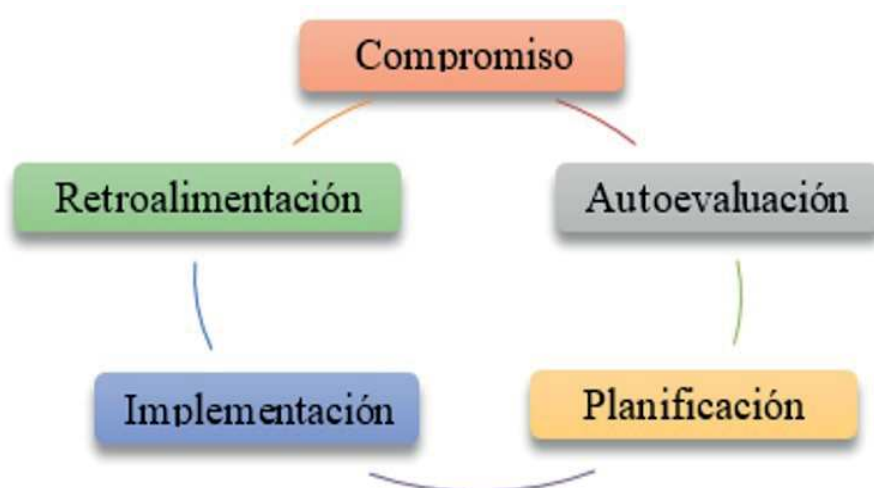 Compromiso
Retroalimentación
Autoevaluación
Implementación
Planificación